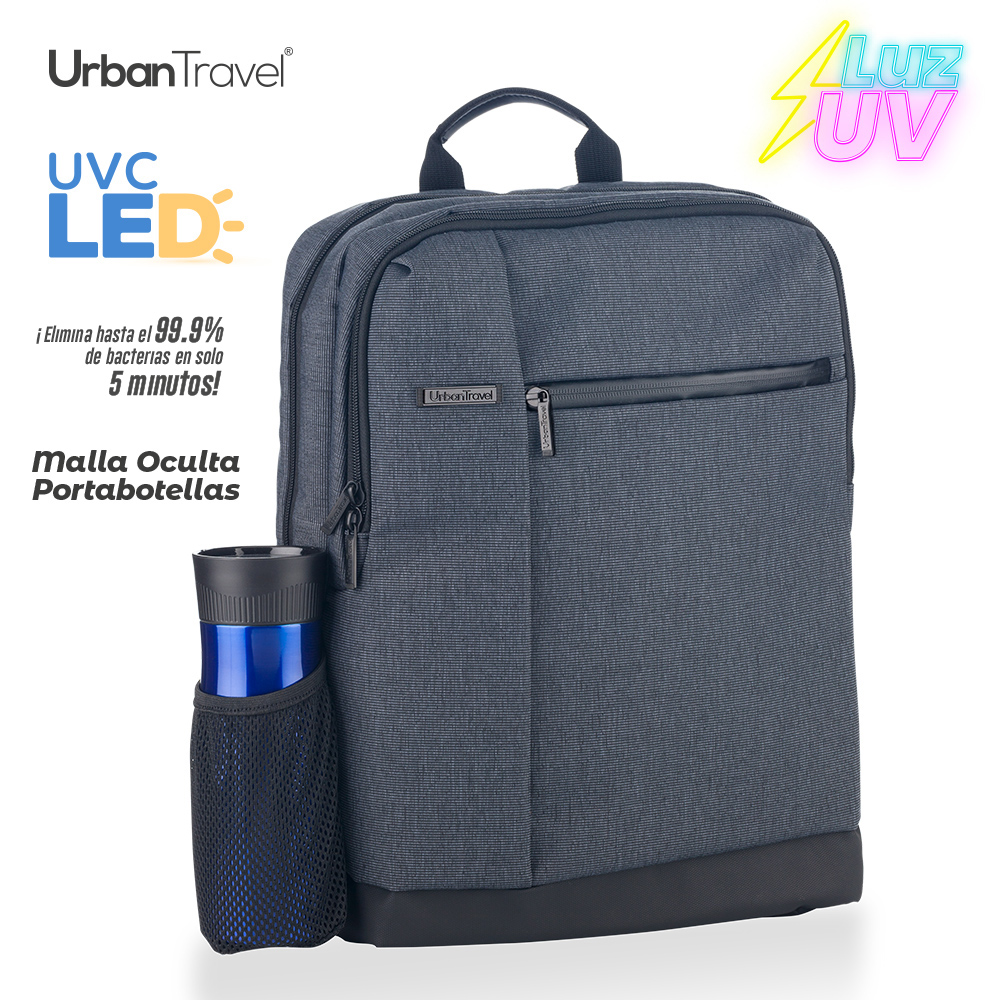 UrbanTravel®
Luz
UV
UVC
LED
¡Elimina hasta el 99.9%
de bacterias en solo
5 minutos!
UrbanTravel
UrbanTravel
Malla Oculta
Portabotellas